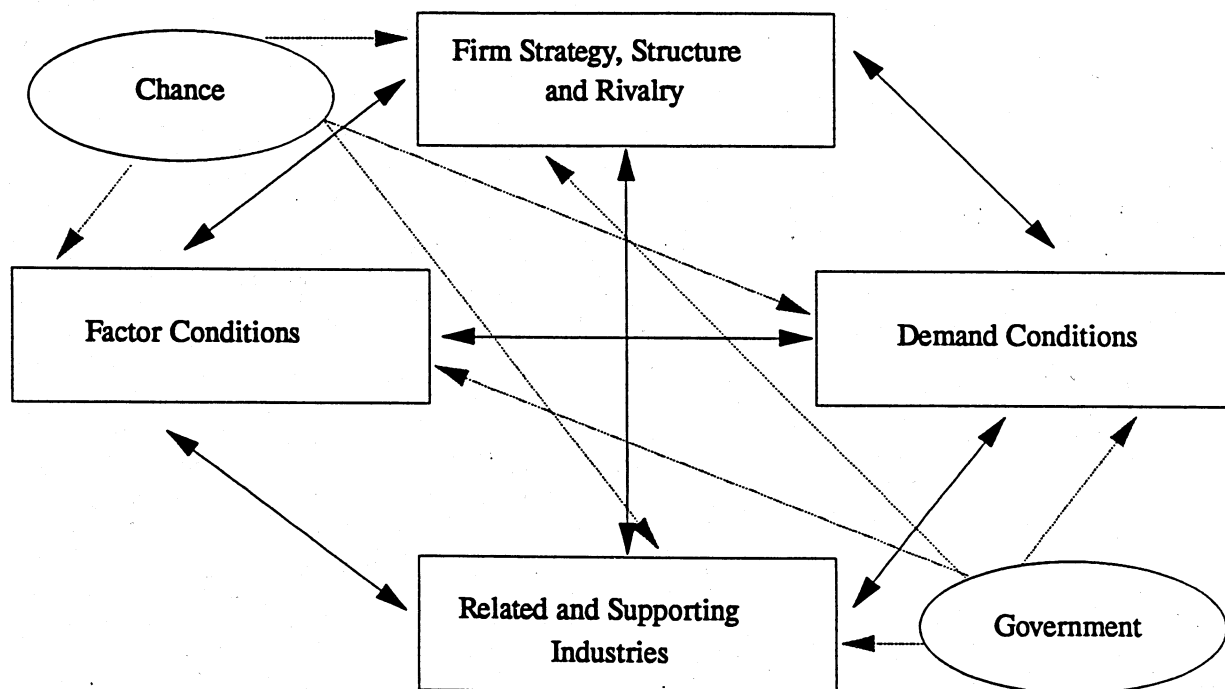 Firm Strategy, Structure
and Rivalry
Chance
Factor Conditions
Demand Conditions
Related and Supporting
Industries
Government